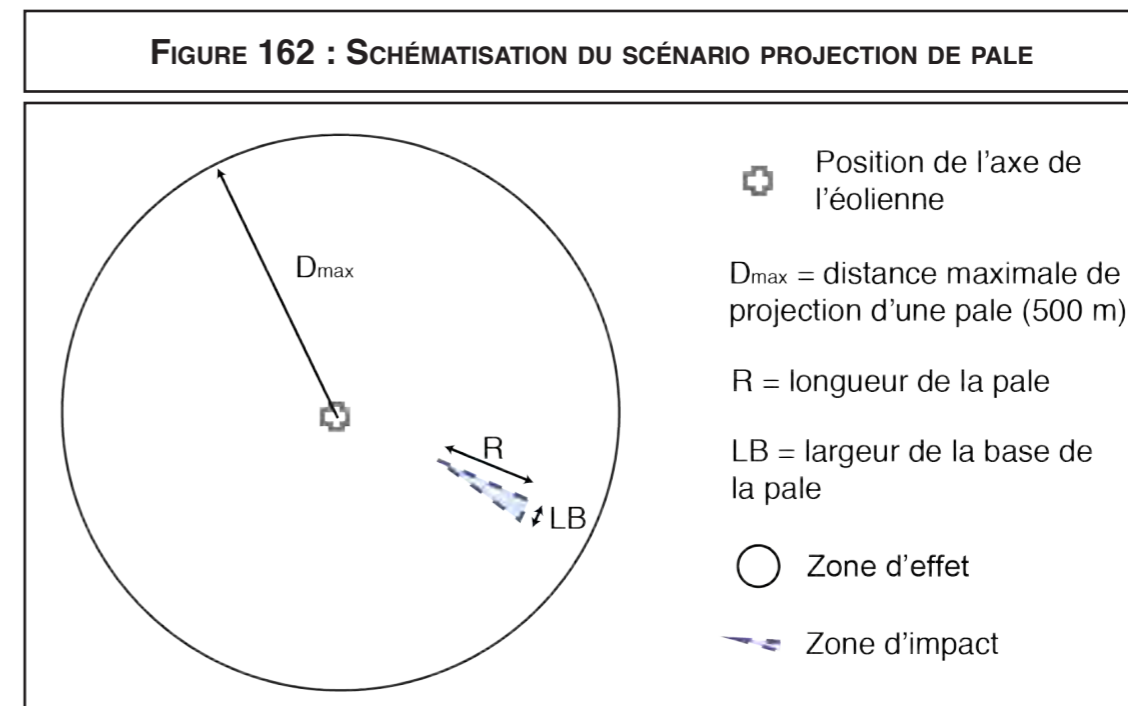 FIGURE 162 : SCHÉMATISATION DU SCÉNARIO PROJECTION DE PALE
Dmax
R
LB
Position de l'axe de
l'éolienne
Dmax = distance maximale de
projection d'une pale (500 m)
R = longueur de la pale
LB = largeur de la base de
la pale
Zone d'effet
Zone d'impact